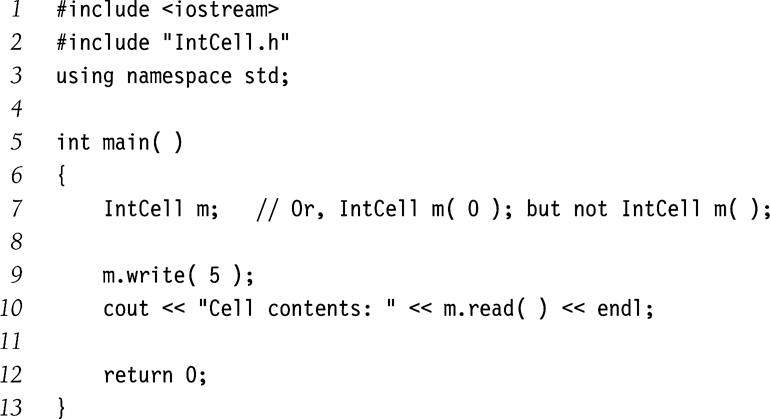 1 #include <iostream>
2 #include "IntCell.h"
3 using namespace std;
4
5 int main( )
6 {
7     IntCell m;   // Or, IntCell m( 0 ); but not IntCell m( );
8
9     m.write( 5 );
10     cout << "Cell contents: " << m.read( ) << endl;
11
12     return 0;
13 }